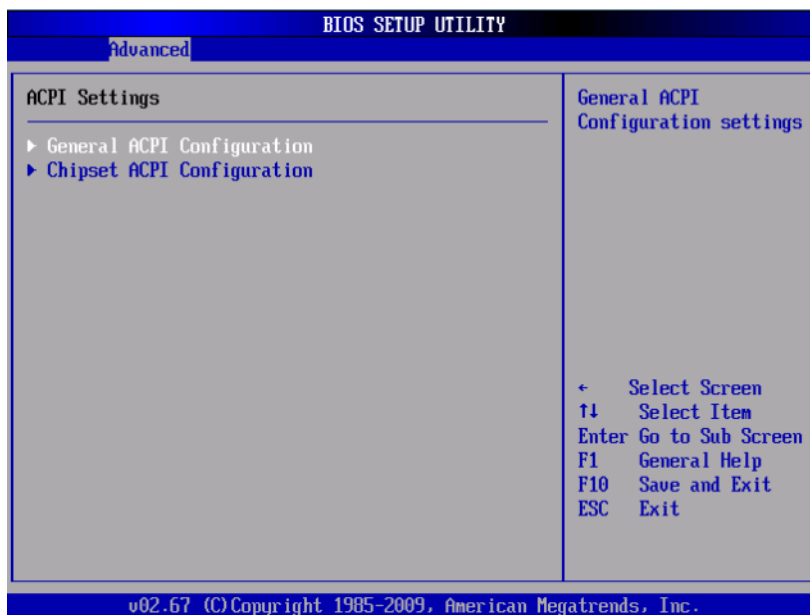 BIOS SETUP UTILITY
Advanced
ACPI Settings
▶ General ACPI Configuration
▶ Chipset ACPI Configuration
General ACPI
Configuration settings
← Select Screen
↑↓ Select Item
Enter Go to Sub Screen
F1 General Help
F10 Save and Exit
ESC Exit
v02.67 (C)Copyright 1985-2009, American Megatrends, Inc.